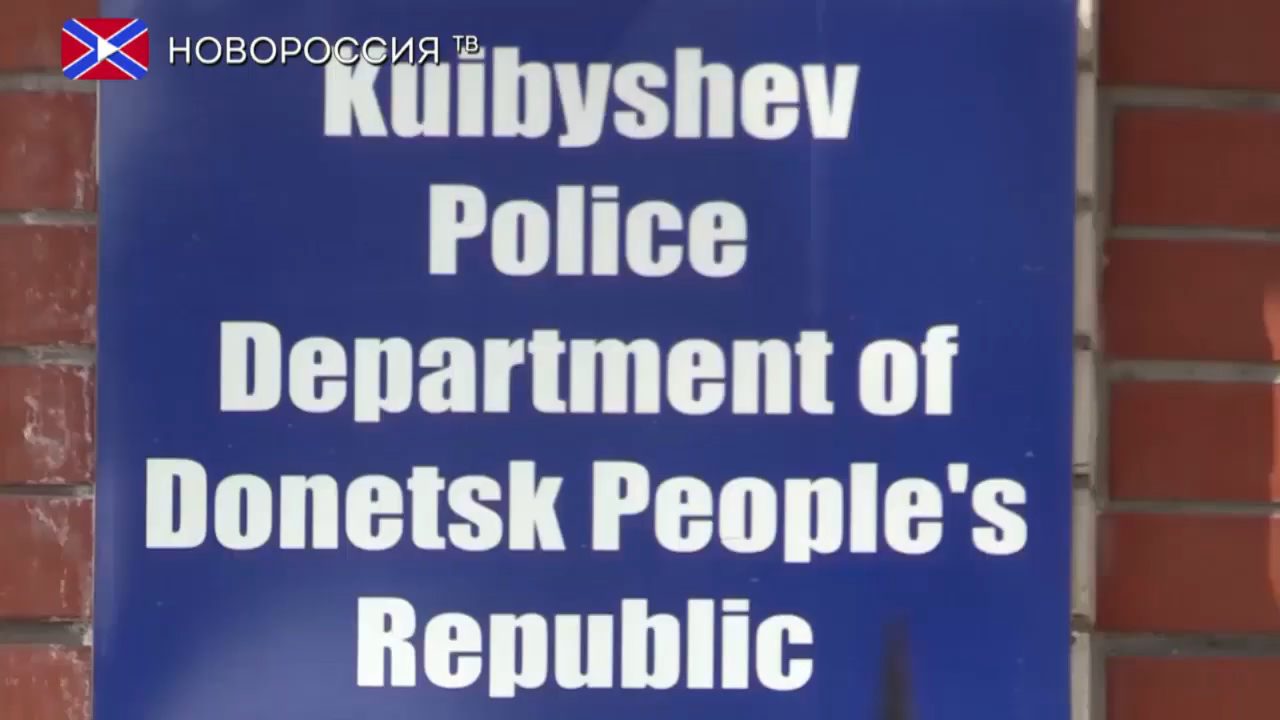 НОВОРОССИЯ ТВ
Kuibyshev
Police
Department of
Donetsk People's
Republic